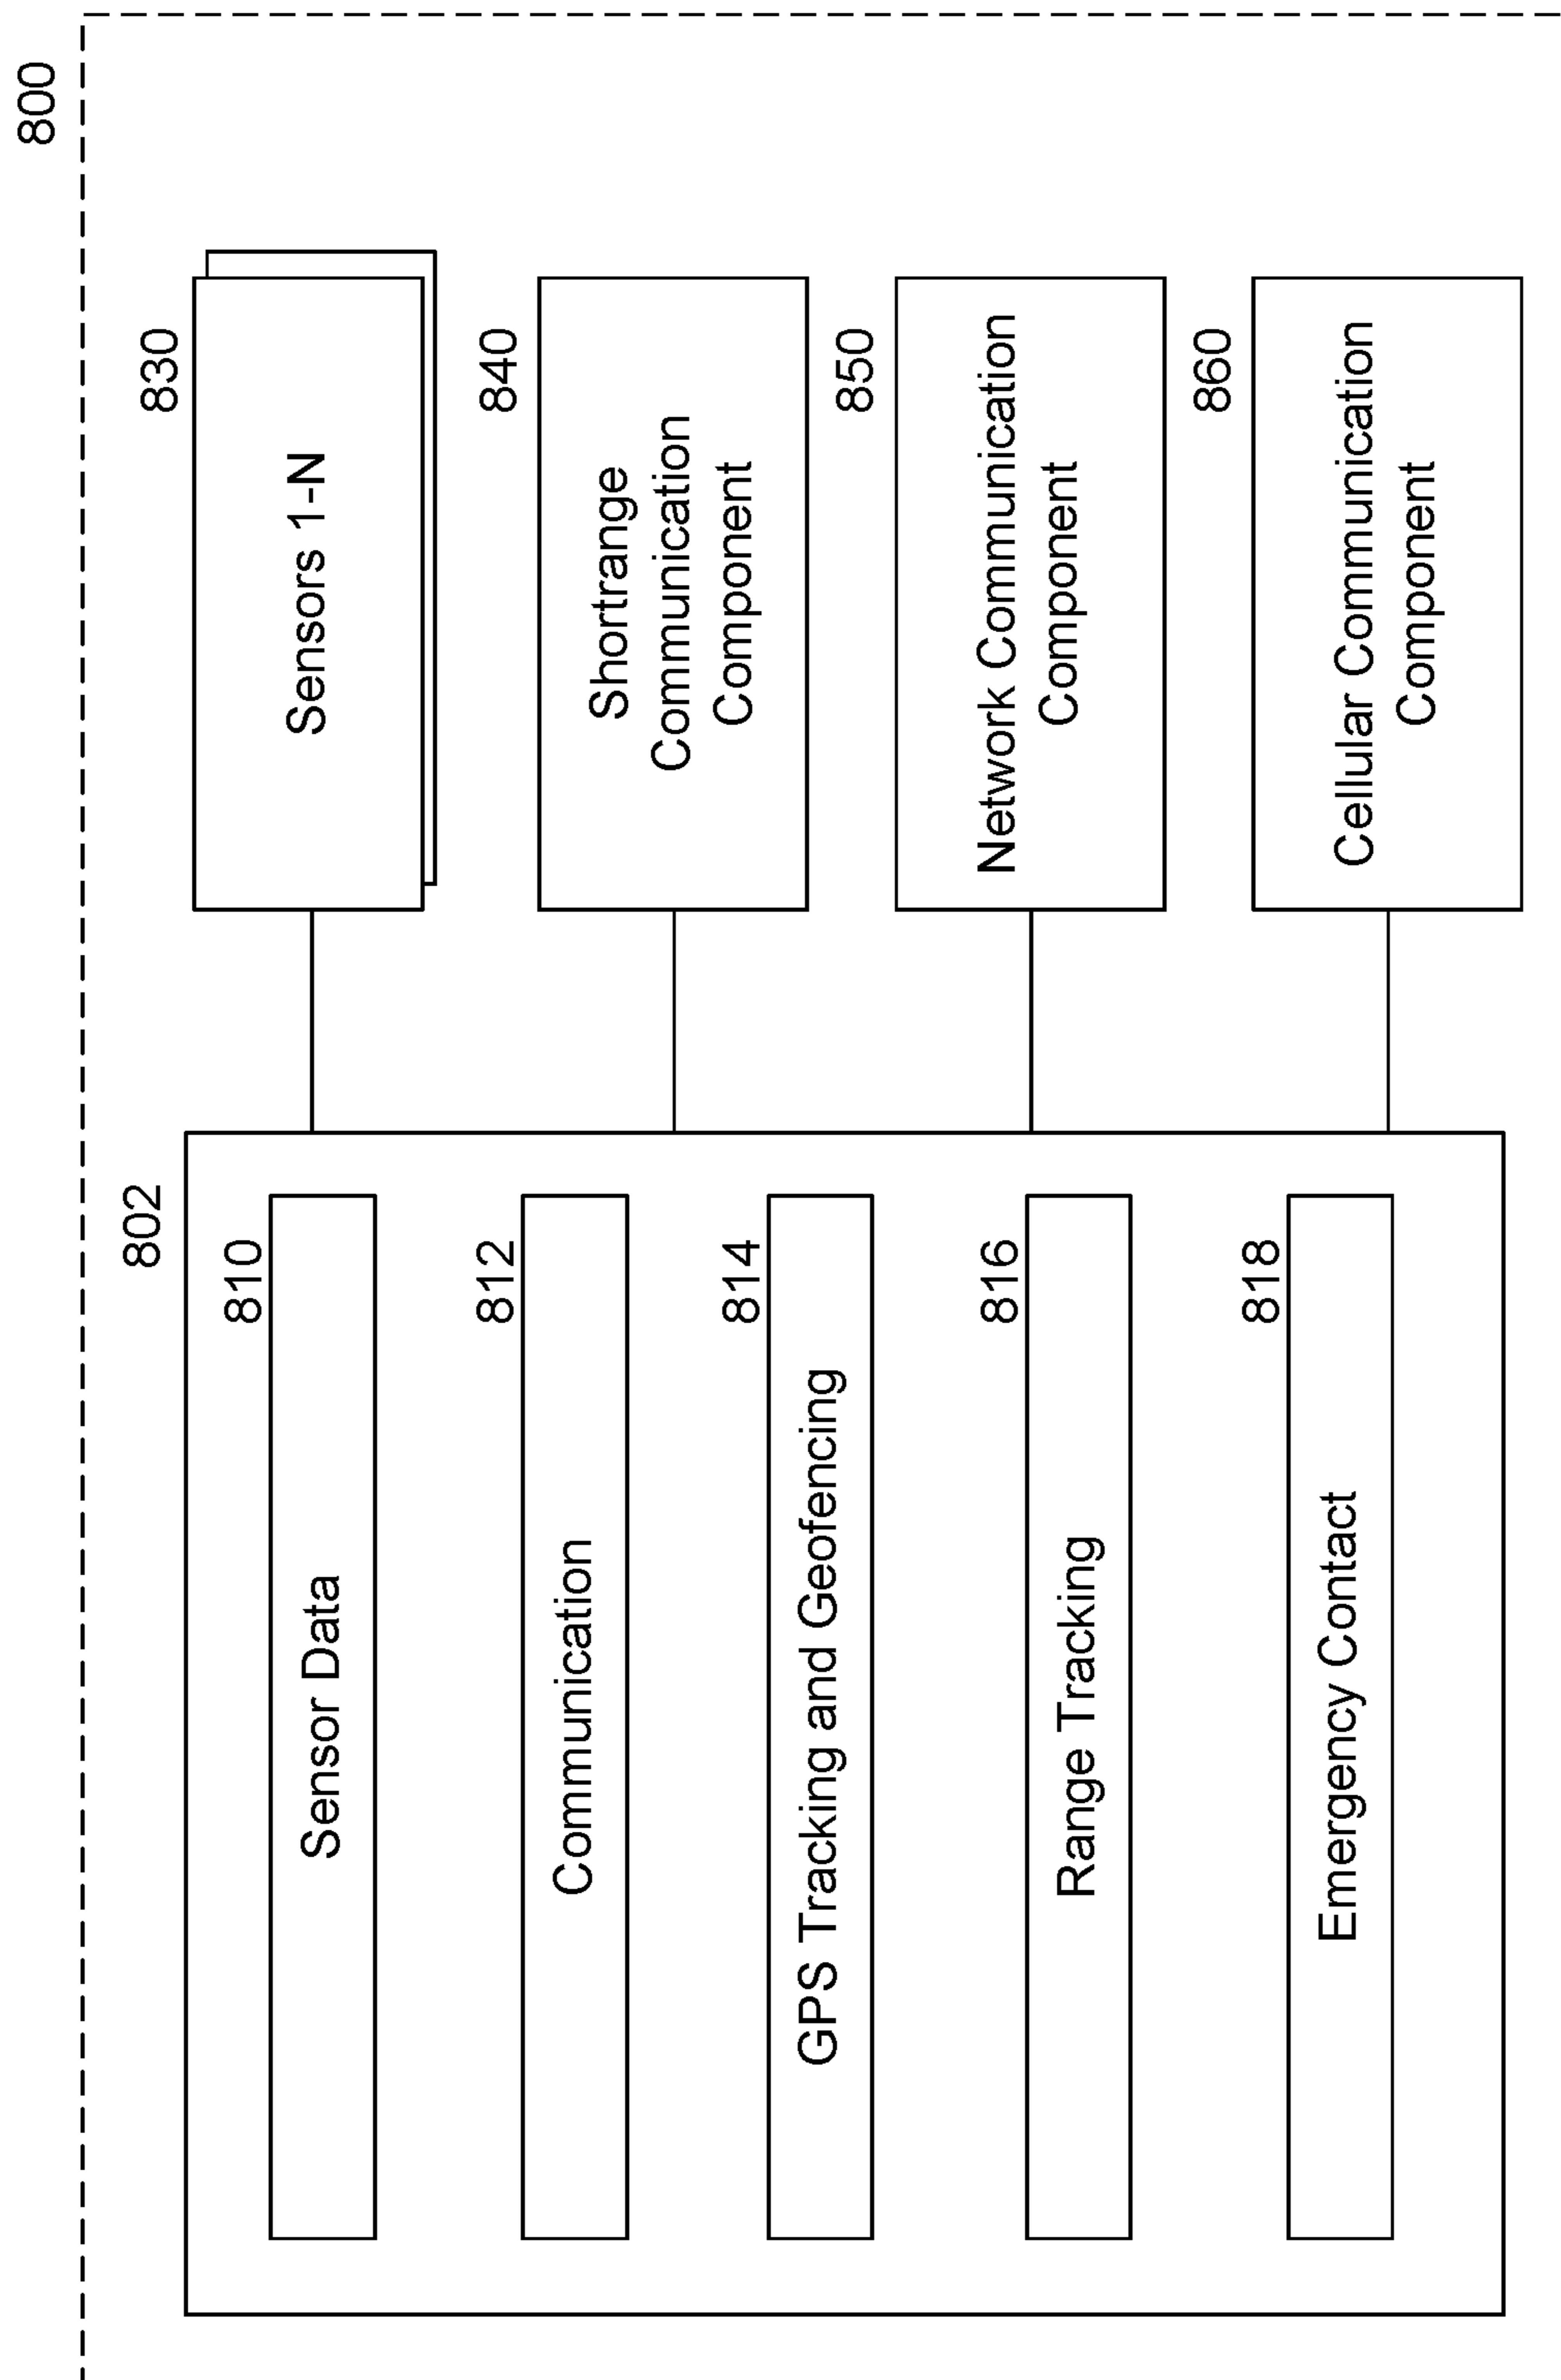 800
802
810
Sensor Data
812
Communication
814
GPS Tracking and Geofencing
816
Range Tracking
818
Emergency Contact
830
Sensors 1-N
840
Shortrange
Communication
Component
850
Network Communication
Component
860
Cellular Communication
Component